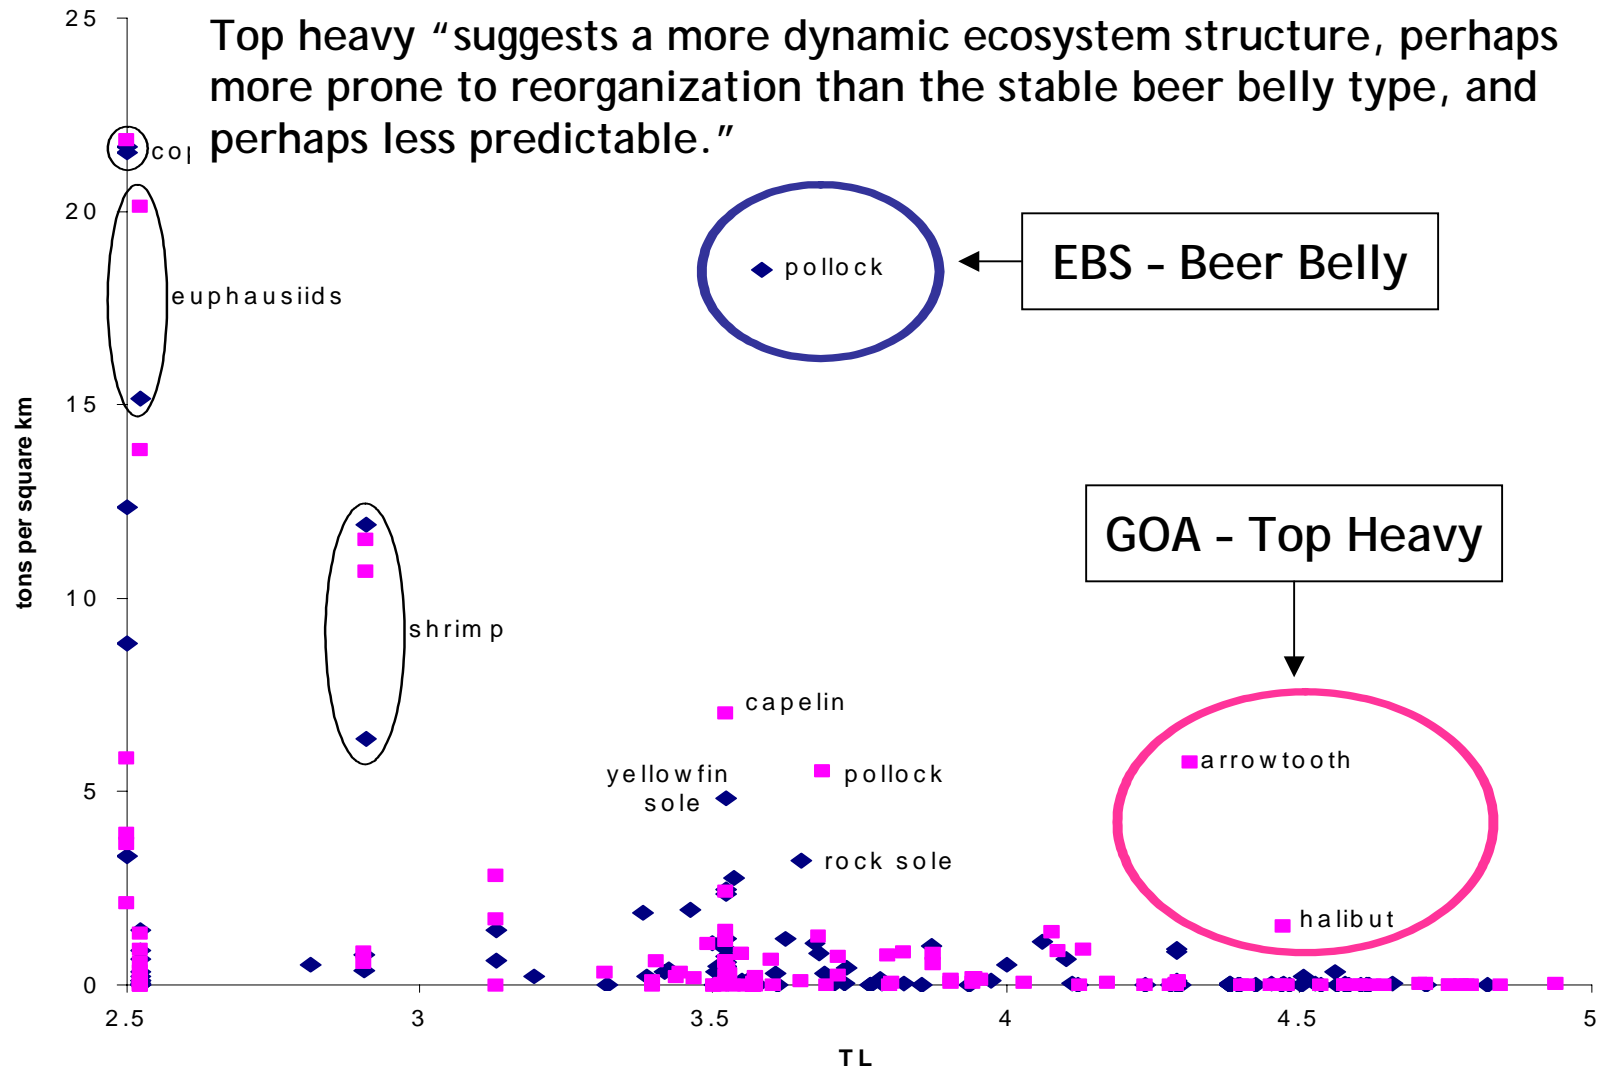 Top heavy “suggests a more dynamic ecosystem structure, perhaps
more prone to reorganization than the stable beer belly type, and
perhaps less predictable.”
25
20
15
10
5
0
tons per square km
euphausiids
pollock
EBS - Beer Belly
GOA - Top Heavy
shrimp
capelin
yellowfin
sole
pollock
rock sole
arrowtooth
halibut
2.5
3
3.5
4
4.5
5
TL